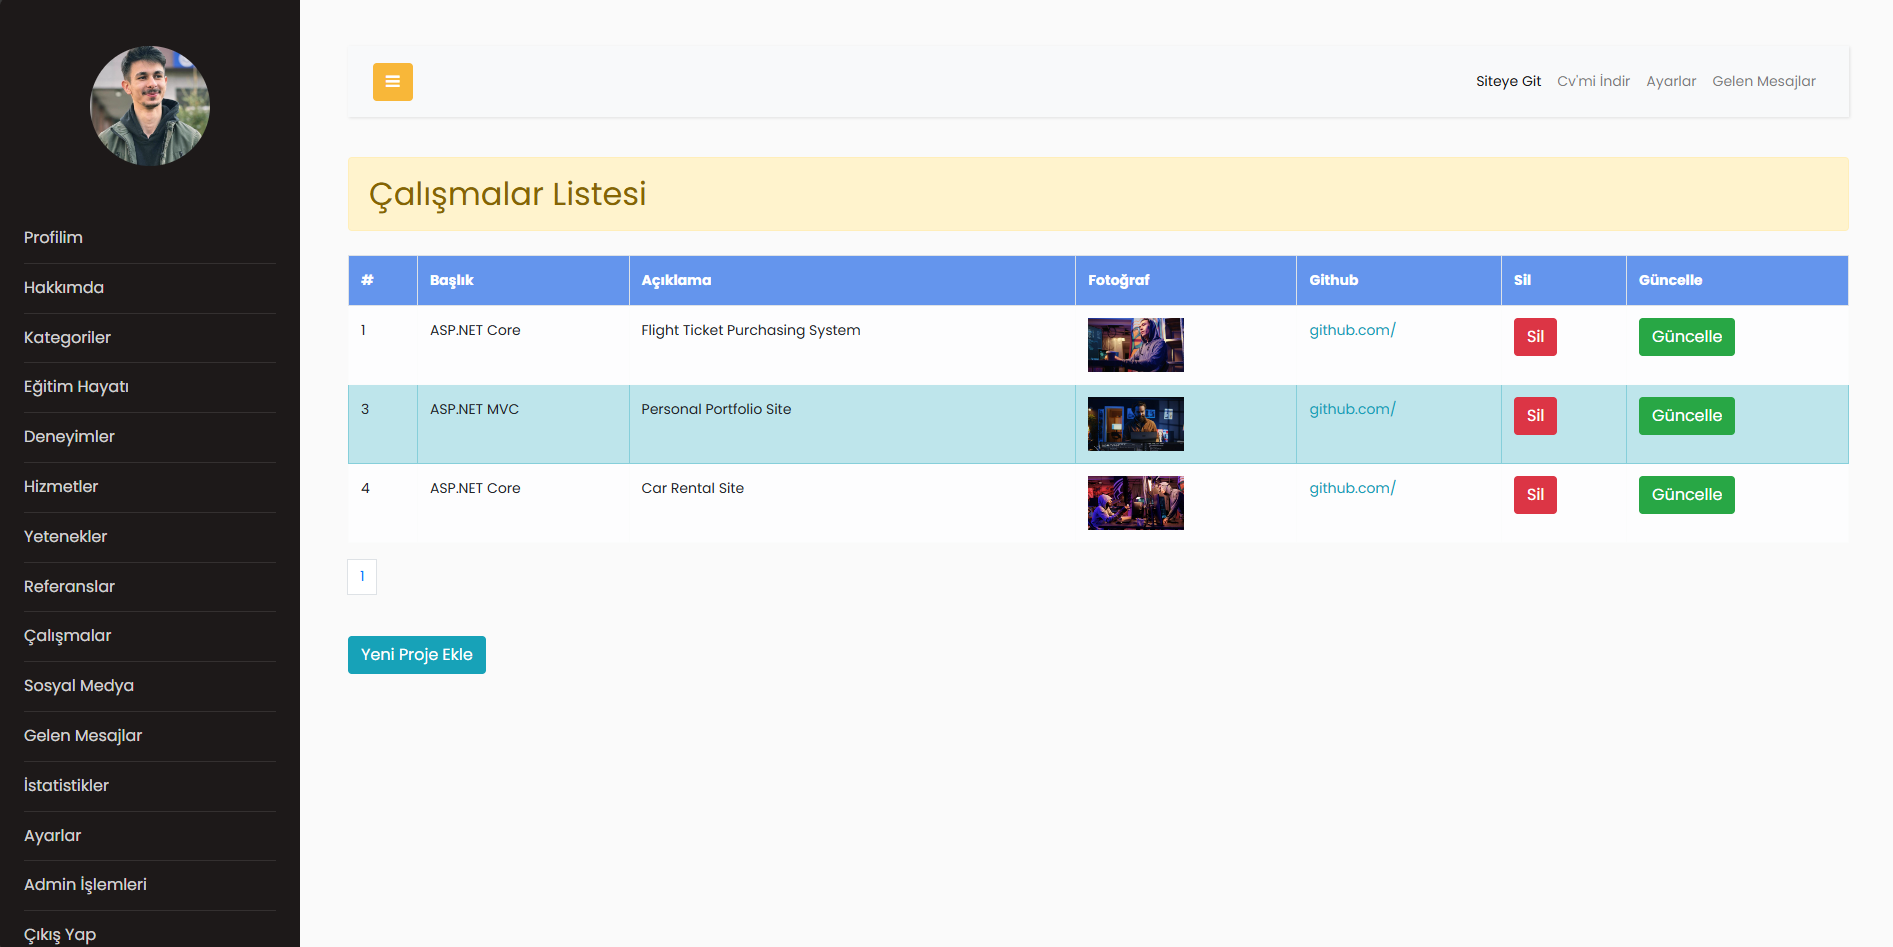 Siteye Git Cv'mi İndir Ayarlar Gelen Mesajlar
Profilim
Hakkımda
Kategoriler
Eğitim Hayatı
Deneyimler
Hizmetler
Yetenekler
Referanslar
Çalışmalar
Sosyal Medya
Gelen Mesajlar
İstatistikler
Ayarlar
Admin İşlemleri
Çıkış Yap
Çalışmalar Listesi
# Başlık Açıklama Fotoğraf Github Sil Güncelle
1 ASP.NET Core Flight Ticket Purchasing System github.com/ Sil Güncelle
3 ASP.NET MVC Personal Portfolio Site github.com/ Sil Güncelle
4 ASP.NET Core Car Rental Site github.com/ Sil Güncelle
1
Yeni Proje Ekle